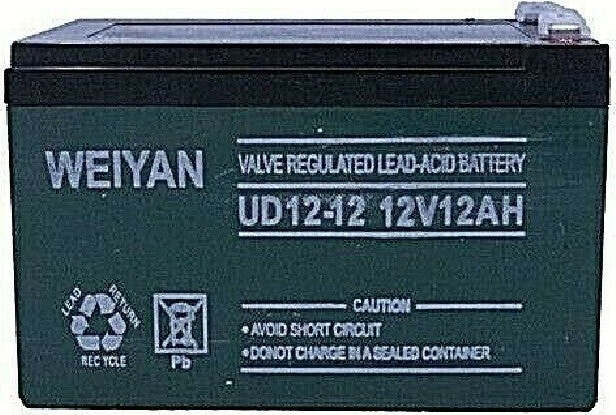 WEIYAN
VALVE REGULATED LEAD-ACID BATTERY
UD12-12 12V12AH
CAUTION
• AVOID SHORT CIRCUIT
• DONOT CHARGE IN A SEALED CONTAINER
LEAD RETURN
RECYCLE
Pb